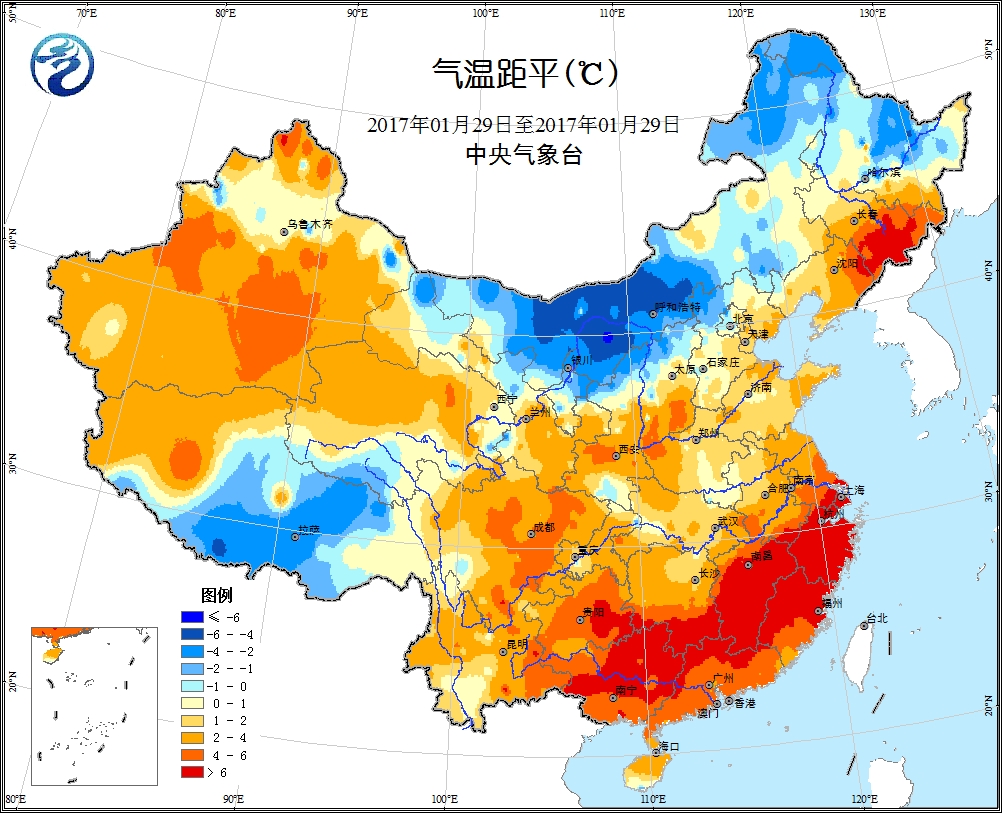 70°E 80°E 90°E 100°E 110°E 120°E 130°E
50°N
50°N
气温距平(℃)
2017年01月29日至2017年01月29日
中央气象台
哈尔滨
长春
乌鲁木齐
40°N
沈阳
40°N
呼和浩特
北京
天津
银川
石家庄
太原
济南
西宁
兰州
郑州
30°N
西安
南京
合肥
上海
30°N
杭州
武汉
拉萨
成都
重庆
南昌
长沙
图例
≤ -6
-6 - -4
-4 - -2
-2 - -1
-1 - 0
0 - 1
1 - 2
2 - 4
4 - 6
> 6
福州
贵阳
台北
昆明
20°N
广州
南宁
香港
澳门
20°N
海口
80°E 90°E 100°E 110°E 120°E